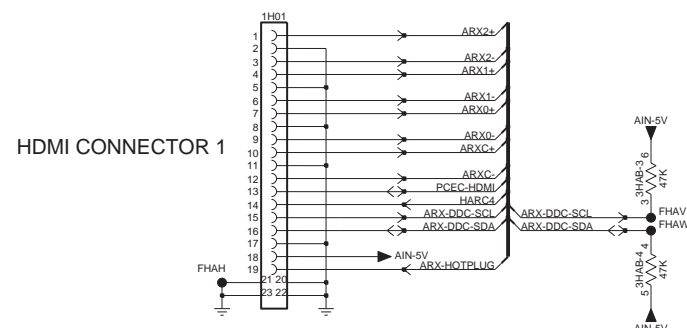 1H01
1 ARX2+
2
3 ARX2-
4 ARX1+
5
6 ARX1-
7 ARX0+
8
9 ARX0-
10 ARXC+
11
12 ARXC-
13 PCEC-HDMI
14 HARC4
15 ARX-DDC-SCL ARX-DDC-SCL
16 ARX-DDC-SDA ARX-DDC-SDA
17
18 AIN-5V
19 ARX-HOTPLUG
21 20
23 22
HDMI CONNECTOR 1
FHAH
AIN-5V
3HAB-3
6
3
47K
FHAV
FHAW
3HAB-4
4
5
47K
AIN-5V